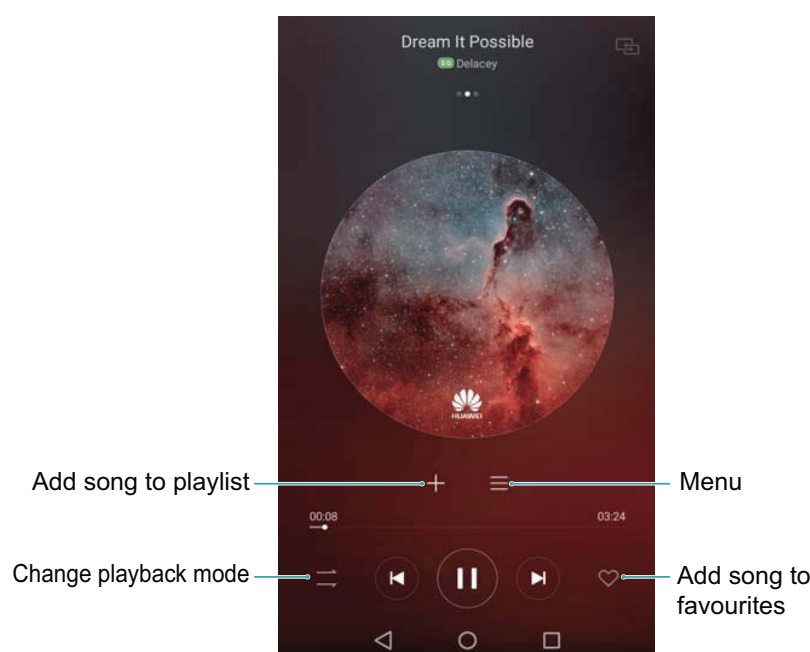 Dream It Possible
SQ Delacey
HUAWEI
Add song to playlist
Menu
00:08
03:24
Change playback mode
Add song to
favourites